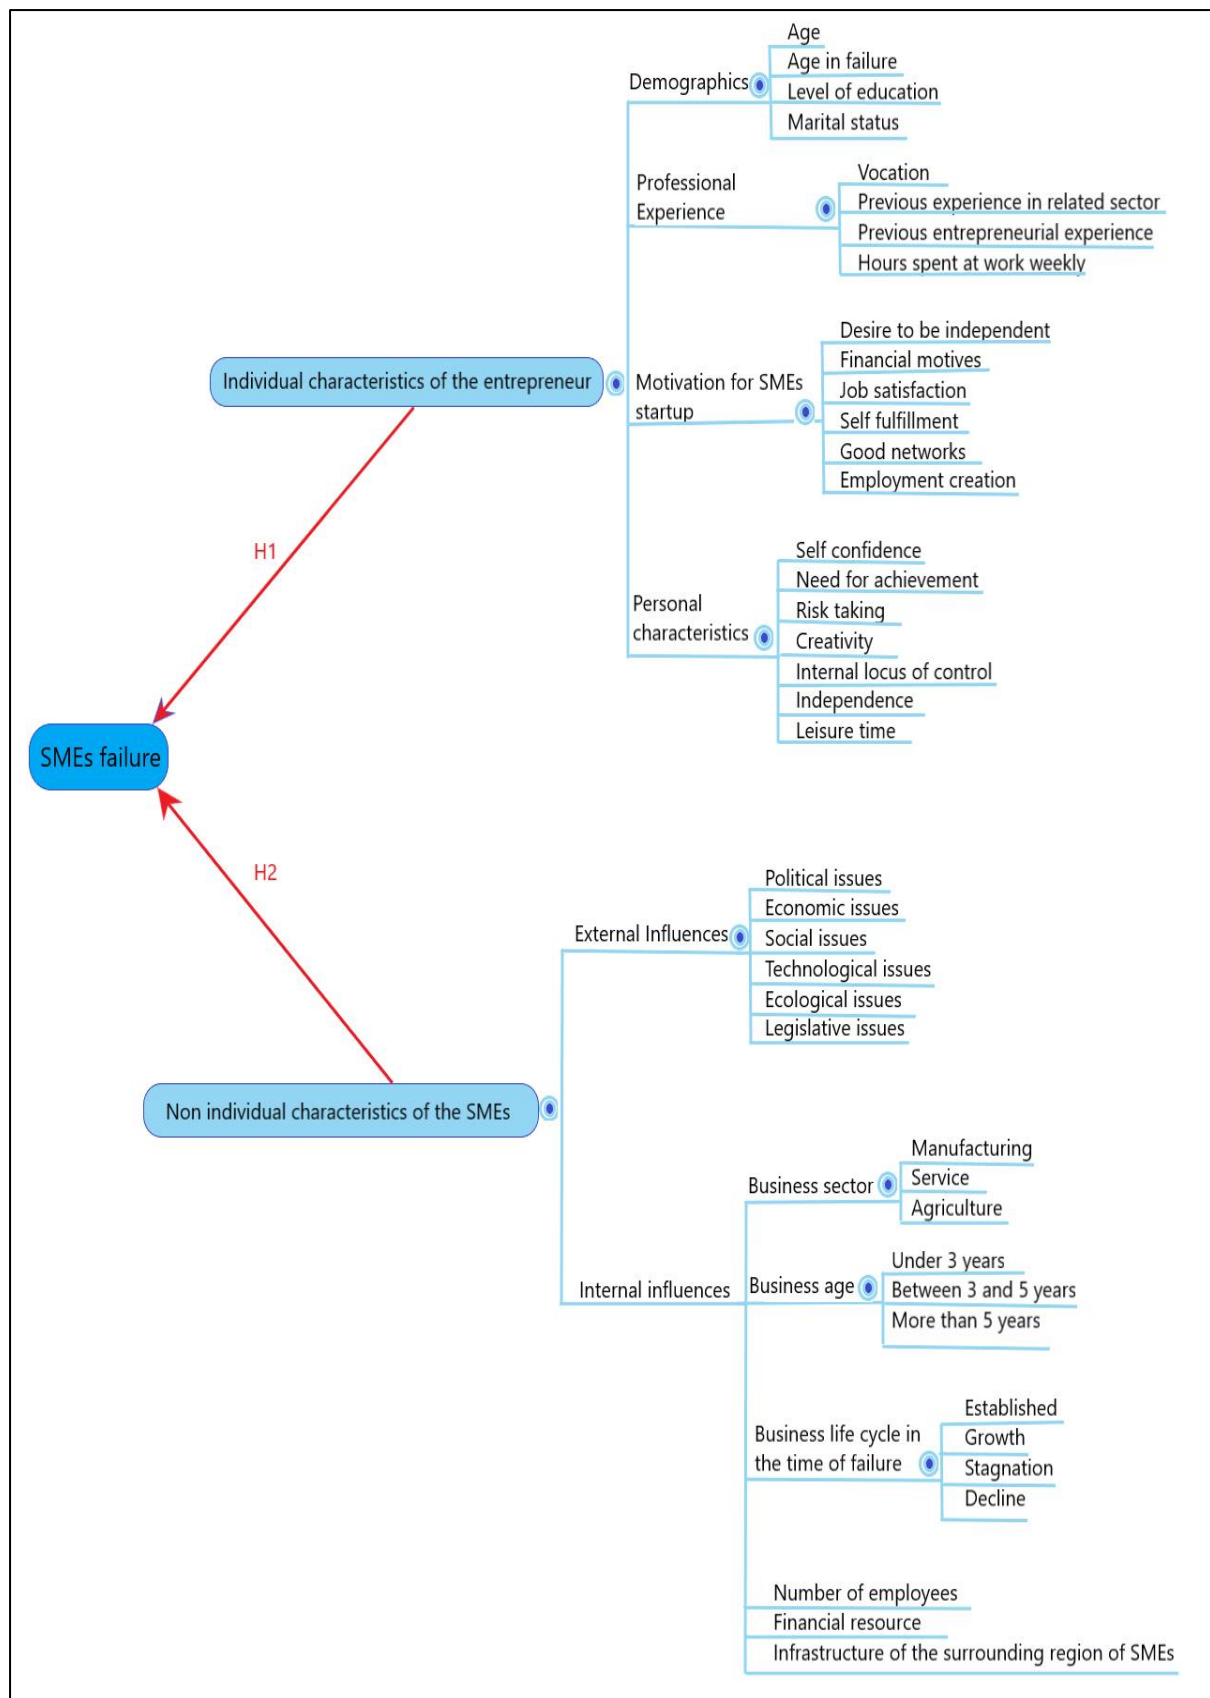 Age
Age in failure
Demographics
Level of education
Marital status
Professional
Experience
Vocation
Previous experience in related sector
Previous entrepreneurial experience
Hours spent at work weekly
Individual characteristics of the entrepreneur
Motivation for SMEs
startup
Desire to be independent
Financial motives
Job satisfaction
Self fulfillment
Good networks
Employment creation
H1
Personal
characteristics
Self confidence
Need for achievement
Risk taking
Creativity
Internal locus of control
Independence
Leisure time
SMEs failure
H2
External Influences
Political issues
Economic issues
Social issues
Technological issues
Ecological issues
Legislative issues
Non individual characteristics of the SMEs
Internal influences
Business sector
Manufacturing
Service
Agriculture
Business age
Under 3 years
Between 3 and 5 years
More than 5 years
Business life cycle in
the time of failure
Established
Growth
Stagnation
Decline
Number of employees
Financial resource
Infrastructure of the surrounding region of SMEs